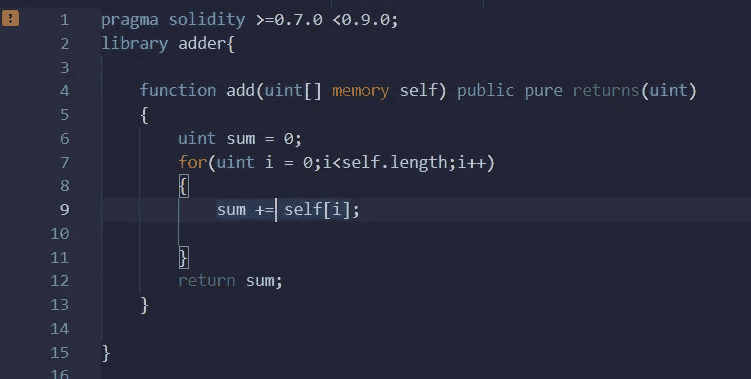 1 pragma solidity >=0.7.0 <0.9.0;
2 library adder{
3
4 function add(uint[] memory self) public pure returns(uint)
5 {
6 uint sum = 0;
7 for(uint i = 0;i<self.length;i++)
8 {
9 sum += self[i];
10
11 }
12 return sum;
13 }
14
15 }
16